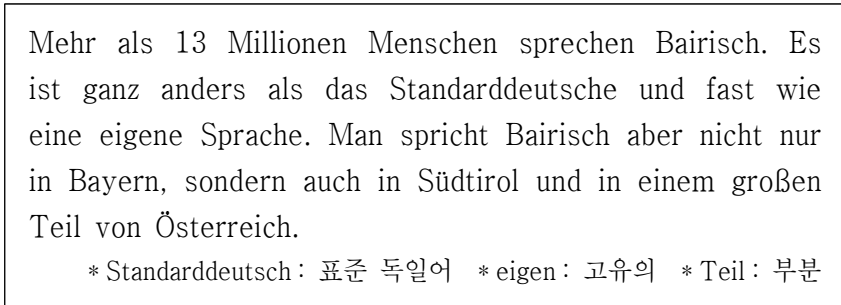 Mehr als 13 Millionen Menschen sprechen Bairisch. Es
ist ganz anders als das Standarddeutsche und fast wie
eine eigene Sprache. Man spricht Bairisch aber nicht nur
in Bayern, sondern auch in Südtirol und in einem großen
Teil von Österreich.
* Standarddeutsch : 표준 독일어 * eigen : 고유의 * Teil : 부분